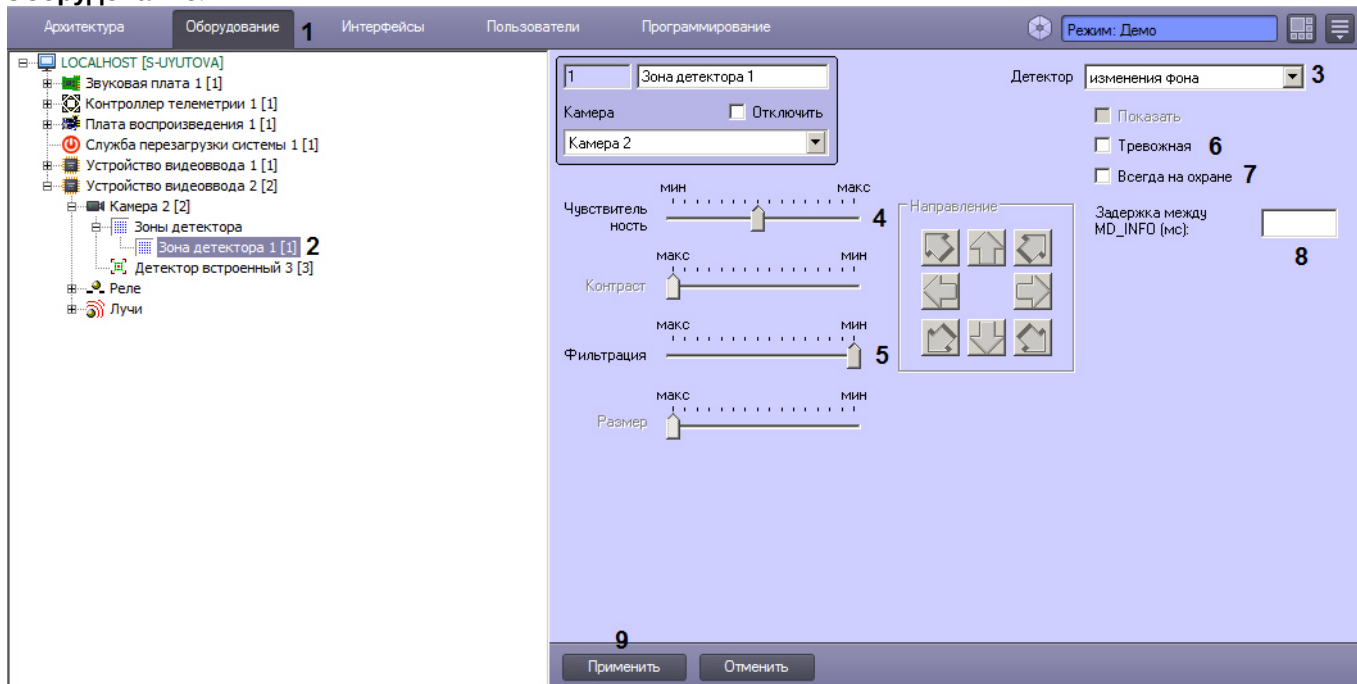 Архитектура Оборудование 1 Интерфейсы Пользователи Программирование Режим: Демо
LOCALHOST [S-UYUTOVA]
Звуковая плата 1 [1]
Контроллер телеметрии 1 [1]
Плата воспроизведения 1 [1]
Служба перезагрузки системы 1 [1]
Устройство видеоввода 1 [1]
Устройство видеоввода 2 [2]
Камера 2 [2]
Зоны детектора
Зона детектора 1 [1] 2
Детектор встроенный 3 [3]
Реле
Лучи
1 Зона детектора 1
Камера Отключить
Камера 2
мин макс
Чувствитель
ность 4
макс мин
Контраст
макс мин
Фильтрация 5
макс мин
Размер
Направление
Детектор изменения фона 3
Показать
Тревожная 6
Всегда на охране 7
Задержка между
MD_INFO (мс):
8
9
Применить Отменить